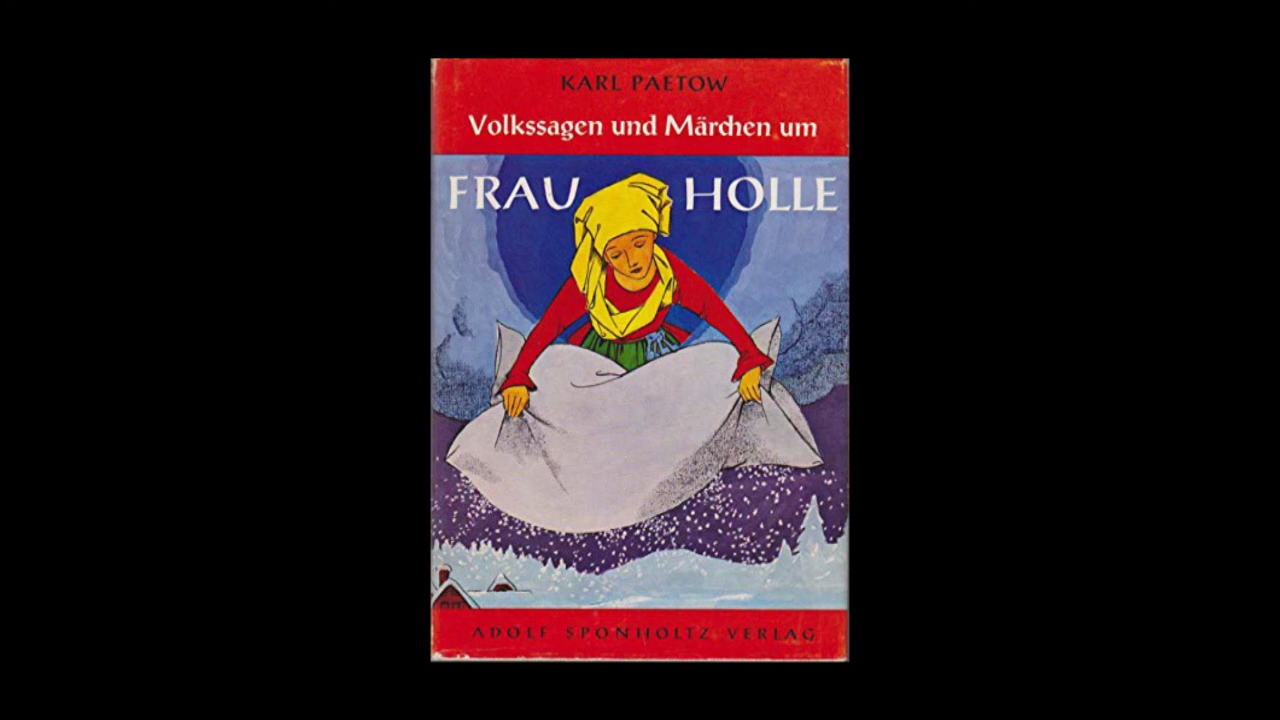 KARL PAETOW
Volkssagen und Märchen um
FRAU HOLLE
ADOLF SPONHOLTZ VERLAG